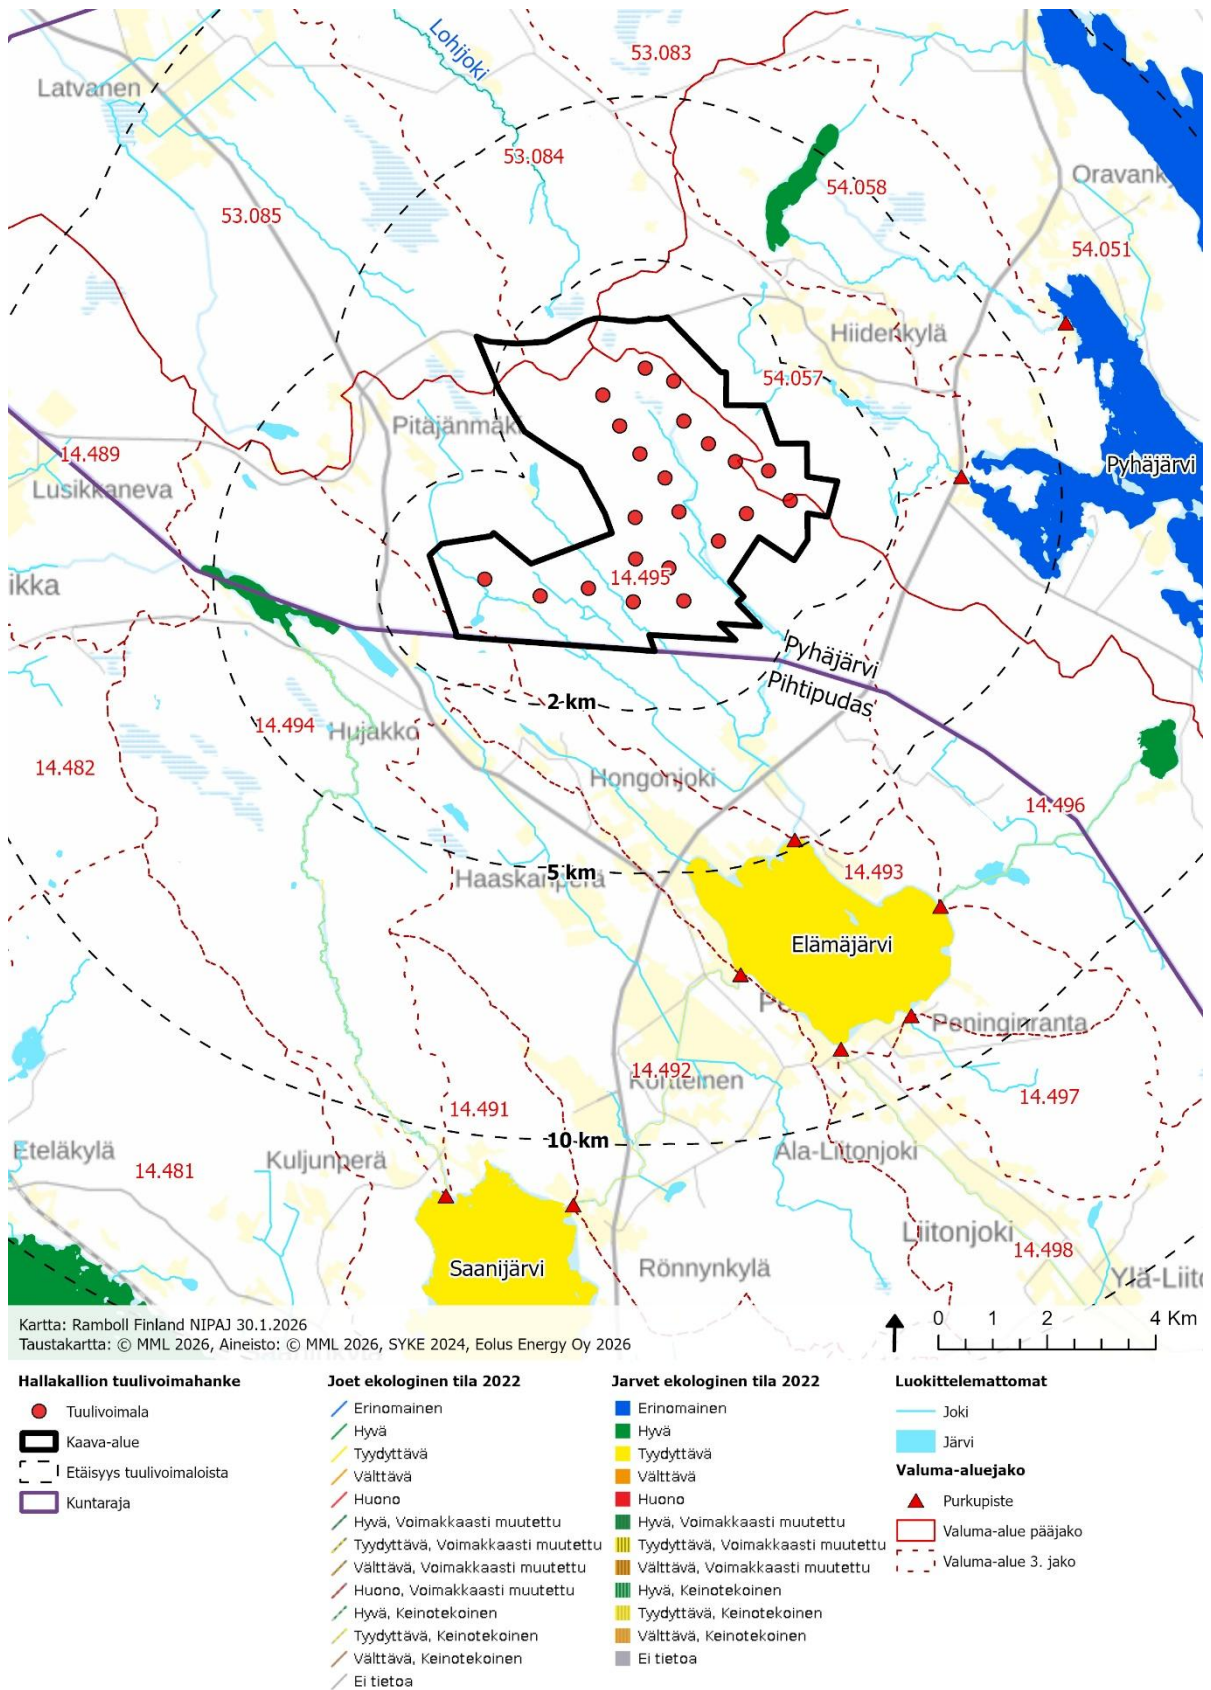 Lohijoki
53.083
Latvanen
53.084
Oravanky
54.058
53.085
54.051
Hiidenkylä
54.057
Pitäjänmäki
14.489
Pyhäjärvi
Lusikkaneva
ikka
14.495
Pyhäjärvi
Pihtipudas
2 km
14.494
Hujakko
14.482
Hongonjoki
14.496
5 km
Haaskanperä
14.493
Elämäjärvi
Pe
Peninginranta
14.492
Kortteinen
14.497
14.491
10 km
Eteläkylä
Kuljunperä
Ala-Liitonjoki
14.481
Liitonjoki
14.498
Saanijärvi
Rönnynkylä
Ylä-Liito
Kartta: Ramboll Finland NIPAJ 30.1.2026
Taustakartta: © MML 2026, Aineisto: © MML 2026, SYKE 2024, Eolus Energy Oy 2026
0 1 2 4 Km
Hallakallion tuulivoimahanke
Tuulivoimala
Kaava-alue
Etäisyys tuulivoimaloista
Kuntaraja
Joet ekologinen tila 2022
Erinomainen
Hyvä
Tyydyttävä
Välttävä
Huono
Hyvä, Voimakkaasti muutettu
Tyydyttävä, Voimakkaasti muutettu
Välttävä, Voimakkaasti muutettu
Huono, Voimakkaasti muutettu
Hyvä, Keinotekoinen
Tyydyttävä, Keinotekoinen
Välttävä, Keinotekoinen
Ei tietoa
Jarvet ekologinen tila 2022
Erinomainen
Hyvä
Tyydyttävä
Välttävä
Huono
Hyvä, Voimakkaasti muutettu
Tyydyttävä, Voimakkaasti muutettu
Välttävä, Voimakkaasti muutettu
Hyvä, Keinotekoinen
Tyydyttävä, Keinotekoinen
Välttävä, Keinotekoinen
Ei tietoa
Luokittelemattomat
Joki
Järvi
Valuma-aluejako
Purkupiste
Valuma-alue pääjako
Valuma-alue 3. jako